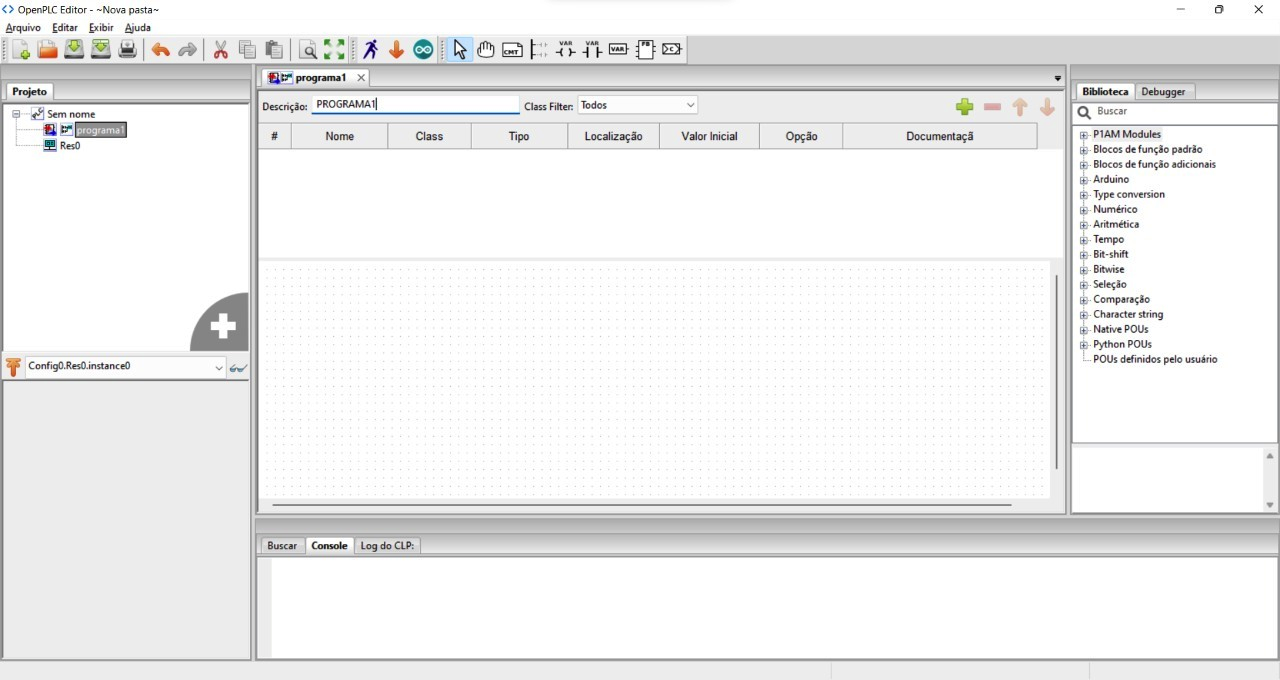 OpenPLC Editor - ~Nova pasta~
Arquivo Editar Exibir Ajuda
CMT VAR VAR VAR FB
Projeto
Sem nome
programa1
Res0
Config0.Res0.instance0
programa1
Descrição: PROGRAMA1 Class Filter: Todos
# Nome Class Tipo Localização Valor Inicial Opção Documentaçã
Biblioteca Debugger
Buscar
P1AM Modules
Blocos de função padrão
Blocos de função adicionais
Arduino
Type conversion
Numérico
Aritmética
Tempo
Bit-shift
Bitwise
Seleção
Comparação
Character string
Native POUs
Python POUs
POUs definidos pelo usuário
Buscar Console Log do CLP: